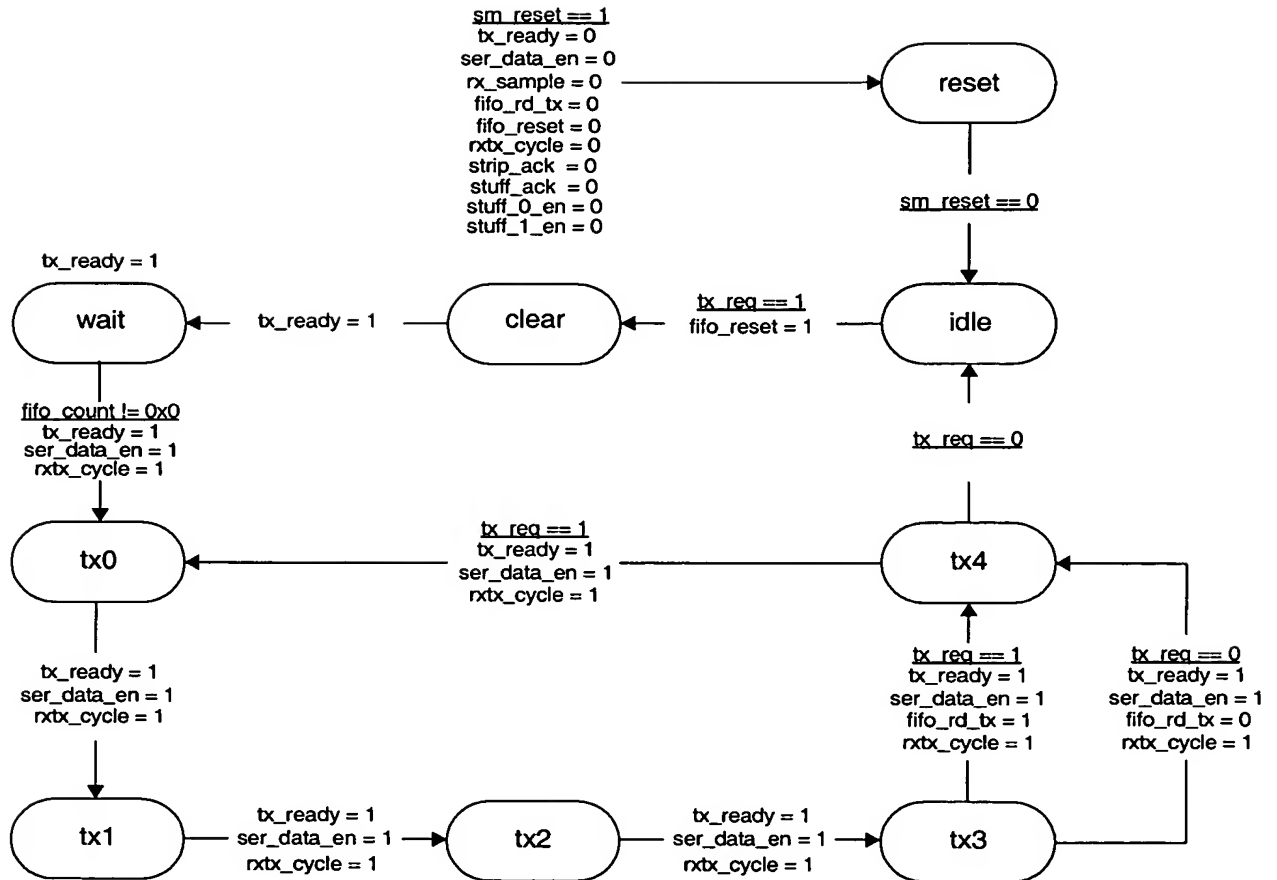 sm_reset == 1
tx_ready = 0
ser_data_en = 0
rx_sample = 0
fifo_rd_tx = 0
fifo_reset = 0
rxtx_cycle = 0
strip_ack = 0
stuff_ack = 0
stuff_0_en = 0
stuff_1_en = 0
reset
sm_reset == 0
tx_ready = 1
wait
tx_ready = 1
clear
tx_req == 1
fifo_reset = 1
idle
fifo_count != 0x0
tx_ready = 1
ser_data_en = 1
rxtx_cycle = 1
tx_req == 0
tx0
tx_req == 1
tx_ready = 1
ser_data_en = 1
rxtx_cycle = 1
tx4
tx_ready = 1
ser_data_en = 1
rxtx_cycle = 1
tx_req == 1
tx_ready = 1
ser_data_en = 1
fifo_rd_tx = 1
rxtx_cycle = 1
tx_req == 0
tx_ready = 1
ser_data_en = 1
fifo_rd_tx = 0
rxtx_cycle = 1
tx1
tx_ready = 1
ser_data_en = 1
rxtx_cycle = 1
tx2
tx_ready = 1
ser_data_en = 1
rxtx_cycle = 1
tx3